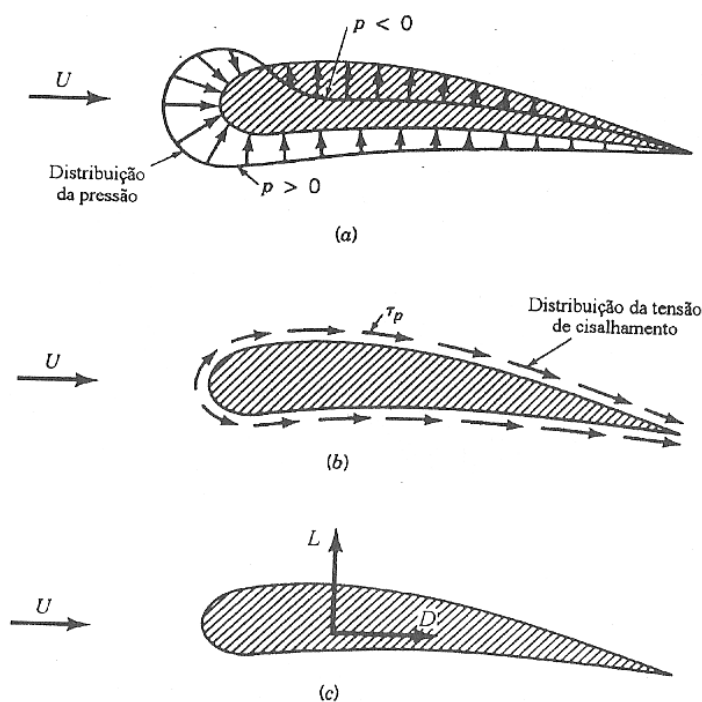 p < 0
U
Distribuição
da pressão
p > 0
(a)
τp
Distribuição da tensão
de cisalhamento
U
(b)
L
U
D
(c)